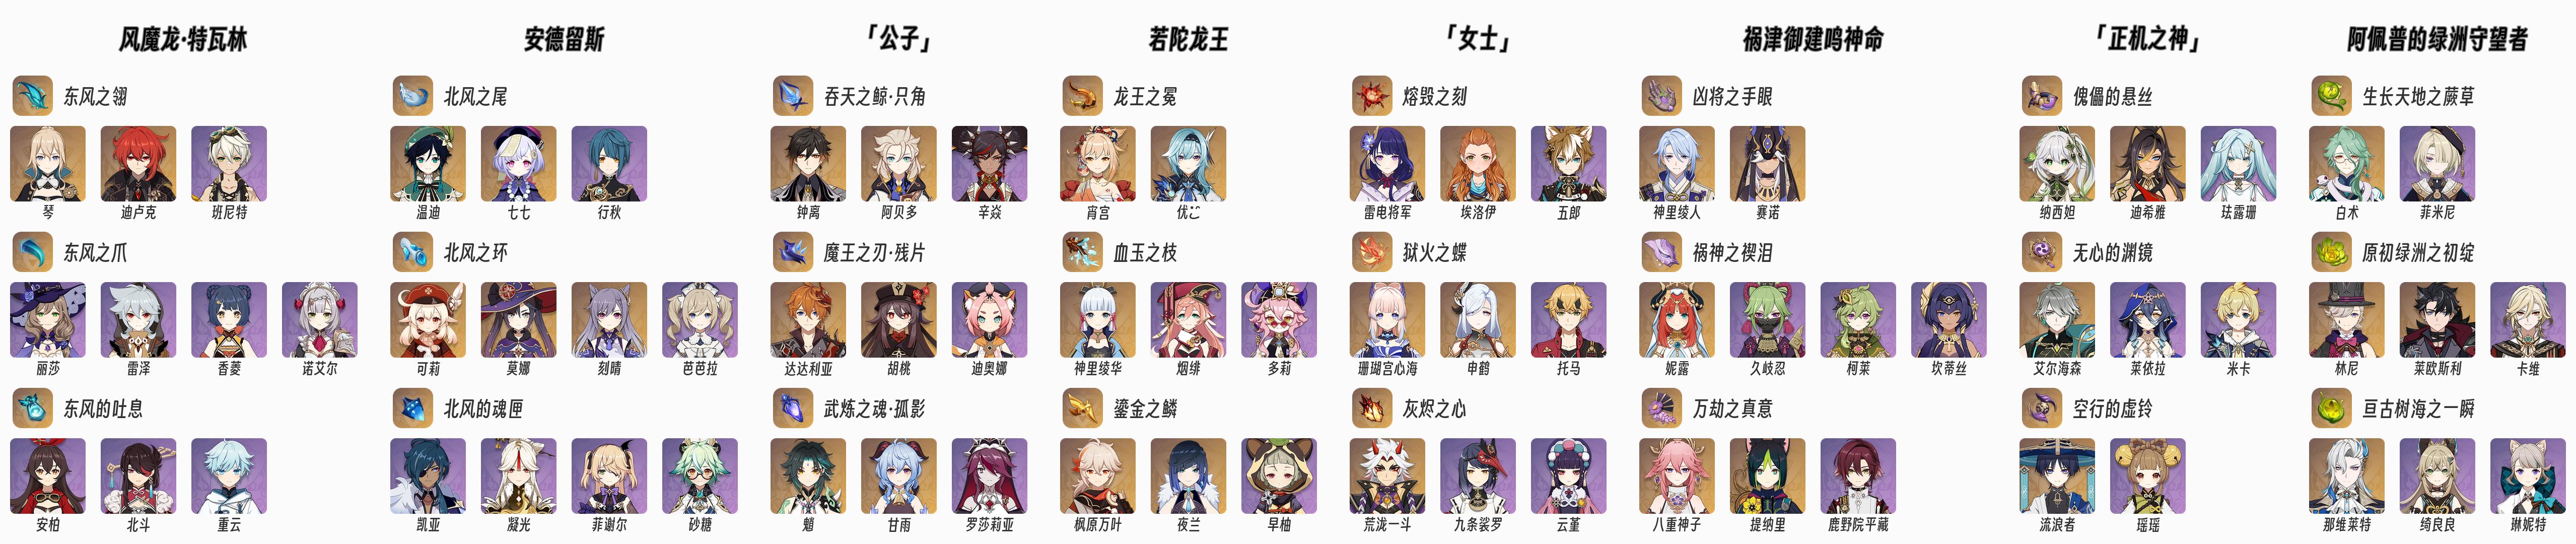 风魔龙·特瓦林
东风之翎
琴 迪卢克 班尼特
东风之爪
丽莎 雷泽 香菱 诺艾尔
东风的吐息
安柏 北斗 重云
安德留斯
北风之尾
温迪 七七 行秋
北风之环
可莉 莫娜 刻晴 芭芭拉
北风的魂匣
凯亚 凝光 菲谢尔 砂糖
「公子」
吞天之鲸·只角
钟离 阿贝多 辛焱
魔王之刃·残片
达达利亚 胡桃 迪奥娜
武炼之魂·孤影
魈 甘雨 罗莎莉亚
若陀龙王
龙王之冕
宵宫 优
血玉之枝
神里绫华 烟绯 多莉
鎏金之鳞
枫原万叶 夜兰 早柚
「女士」
熔毁之刻
雷电将军 埃洛伊 五郎
狱火之蝶
珊瑚宫心海 申鹤 托马
灰烬之心
荒泷一斗 九条裟罗 云堇
祸津御建鸣神命
凶将之手眼
神里绫人 赛诺
祸神之禊泪
妮露 久岐忍 柯莱 坎蒂丝
万劫之真意
八重神子 提纳里 鹿野院平藏
「正机之神」
傀儡的悬丝
纳西妲 迪希雅 珐露珊
无心的渊镜
艾尔海森 莱依拉 米卡
空行的虚铃
流浪者 瑶瑶
阿佩普的绿洲守望者
生长天地之蕨草
白术 菲米尼
原初绿洲之初绽
林尼 莱欧斯利 卡维
亘古树海之一瞬
那维莱特 绮良良 琳妮特